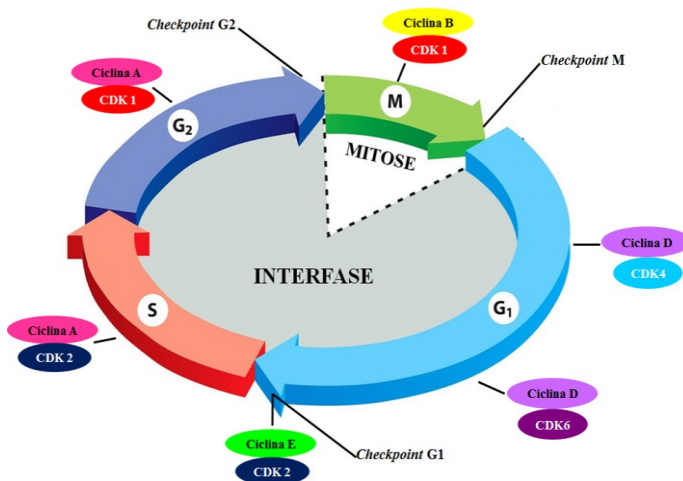 Checkpoint G2
Ciclina B
CDK 1
Checkpoint M
Ciclina A
CDK 1
M
G2
MITOSE
Ciclina D
CDK4
INTERFASE
S
G1
Ciclina A
CDK 2
Ciclina D
CDK6
Ciclina E
CDK 2
Checkpoint G1